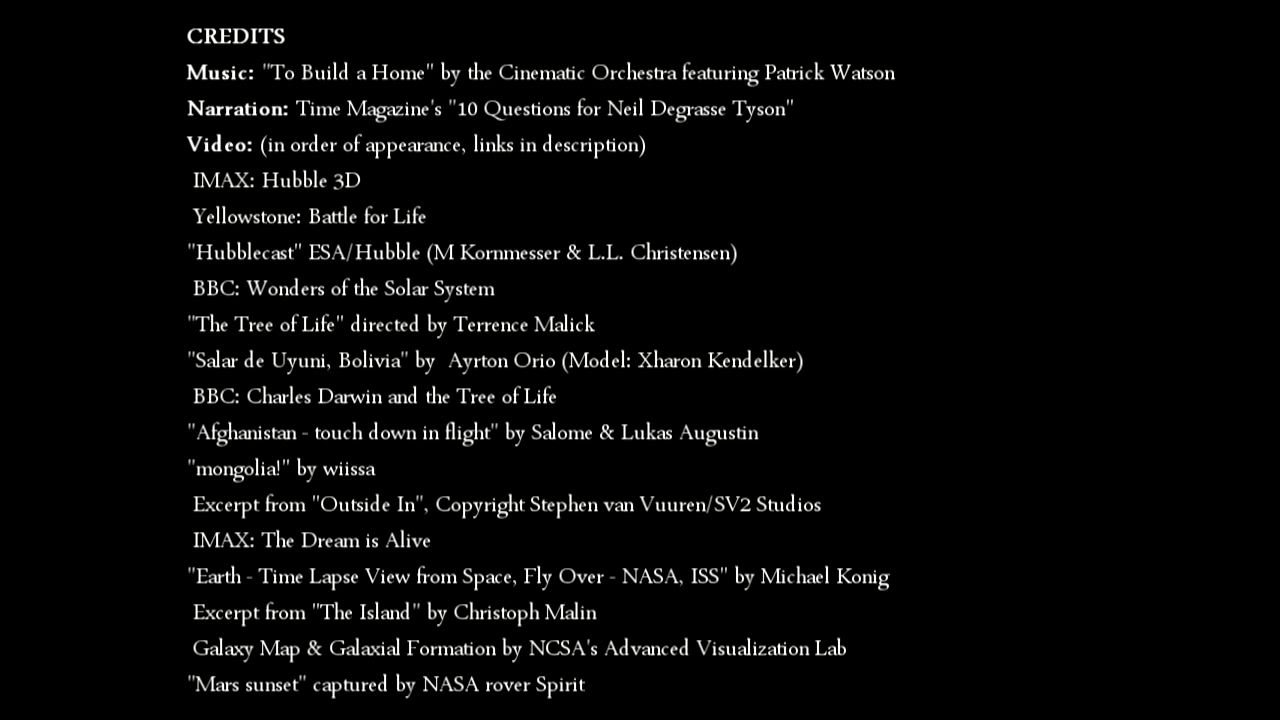 CREDITS
Music: "To Build a Home" by the Cinematic Orchestra featuring Patrick Watson
Narration: Time Magazine's "10 Questions for Neil Degrasse Tyson"
Video: (in order of appearance, links in description)
IMAX: Hubble 3D
Yellowstone: Battle for Life
"Hubblecast" ESA/Hubble (M Kornmesser & L.L. Christensen)
BBC: Wonders of the Solar System
"The Tree of Life" directed by Terrence Malick
"Salar de Uyuni, Bolivia" by  Ayrton Orio (Model: Xharon Kendelker)
BBC: Charles Darwin and the Tree of Life
"Afghanistan - touch down in flight" by Salome & Lukas Augustin
"mongolia!" by wiissa
Excerpt from "Outside In", Copyright Stephen van Vuuren/SV2 Studios
IMAX: The Dream is Alive
"Earth - Time Lapse View from Space, Fly Over - NASA, ISS" by Michael Konig
Excerpt from "The Island" by Christoph Malin
Galaxy Map & Galaxial Formation by NCSA's Advanced Visualization Lab
"Mars sunset" captured by NASA rover Spirit